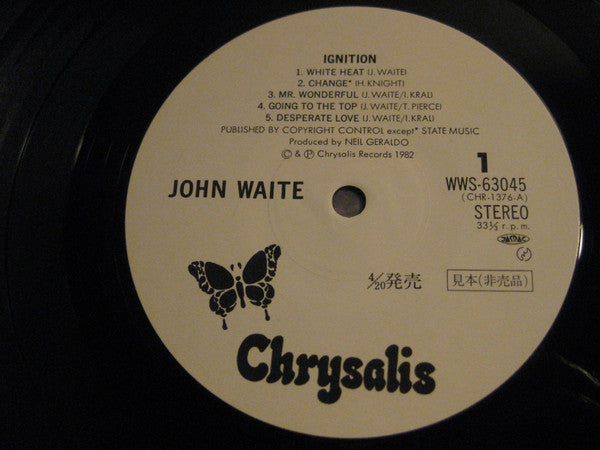 IGNITION
1. WHITE HEAT (J. WAITE)
2. CHANGE* (H. KNIGHT)
3. MR. WONDERFUL (J. WAITE/I. KRAL)
4. GOING TO THE TOP (J. WAITE/T. PIERCE)
5. DESPERATE LOVE (J. WAITE/I. KRAL)
PUBLISHED BY COPYRIGHT CONTROL except* STATE MUSIC
Produced by NEIL GERALDO
© & Ⓟ Chrysalis Records 1982
1
JOHN WAITE
WWS-63045
(CHR-1376-A)
STEREO
33⅓ r.p.m.
JASRAC
4/20発売
見本(非売品)
Chrysalis